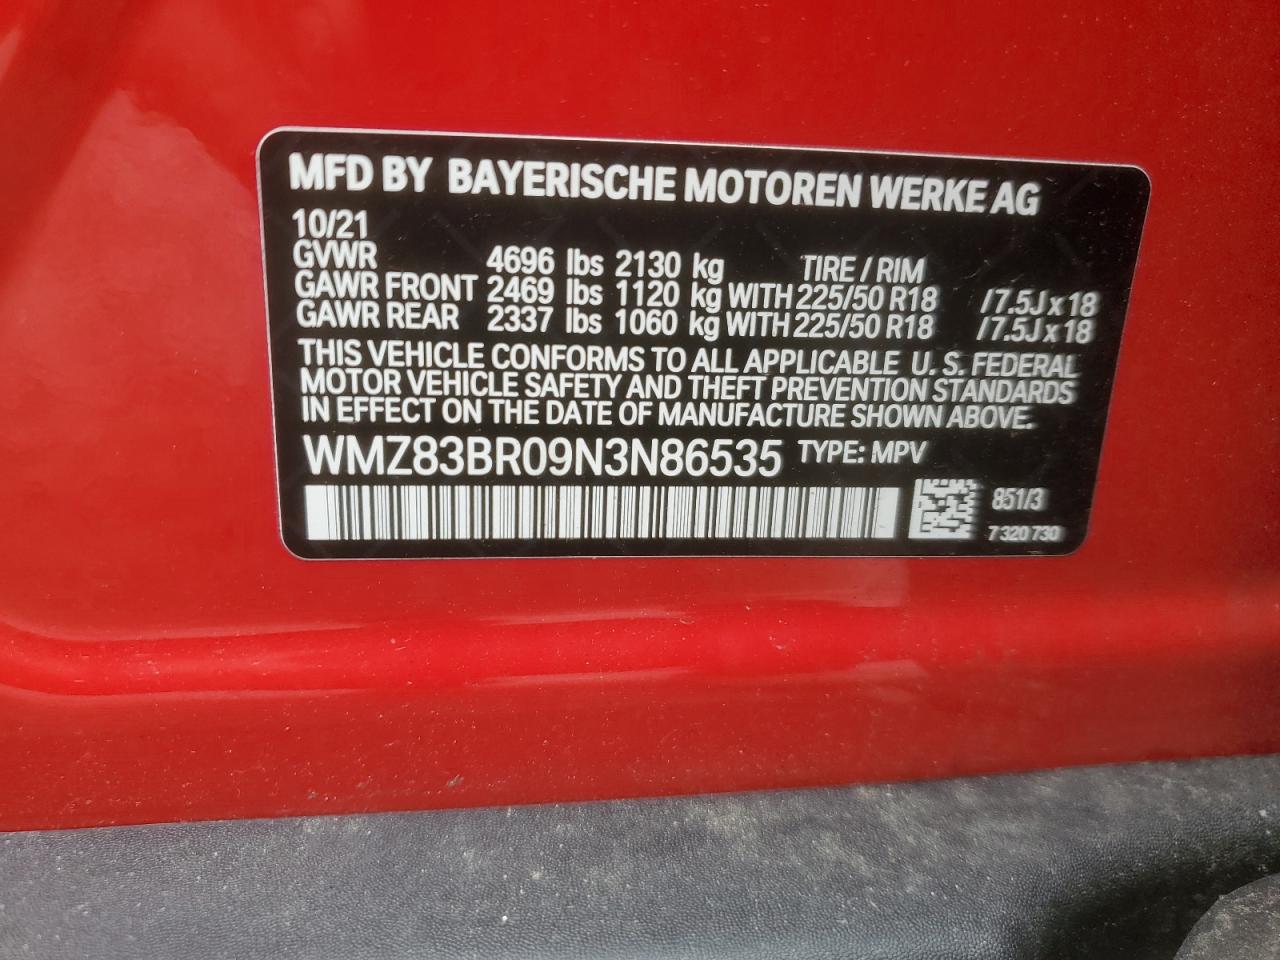 MFD BY BAYERISCHE MOTOREN WERKE AG
10/21
GVWR 4696 lbs 2130 kg TIRE / RIM
GAWR FRONT 2469 lbs 1120 kg WITH 225/50 R18 /7.5J x 18
GAWR REAR 2337 lbs 1060 kg WITH 225/50 R18 /7.5J x 18
THIS VEHICLE CONFORMS TO ALL APPLICABLE U. S. FEDERAL
MOTOR VEHICLE SAFETY AND THEFT PREVENTION STANDARDS
IN EFFECT ON THE DATE OF MANUFACTURE SHOWN ABOVE.
WMZ83BR09N3N86535 TYPE: MPV
851/3
7 320 730